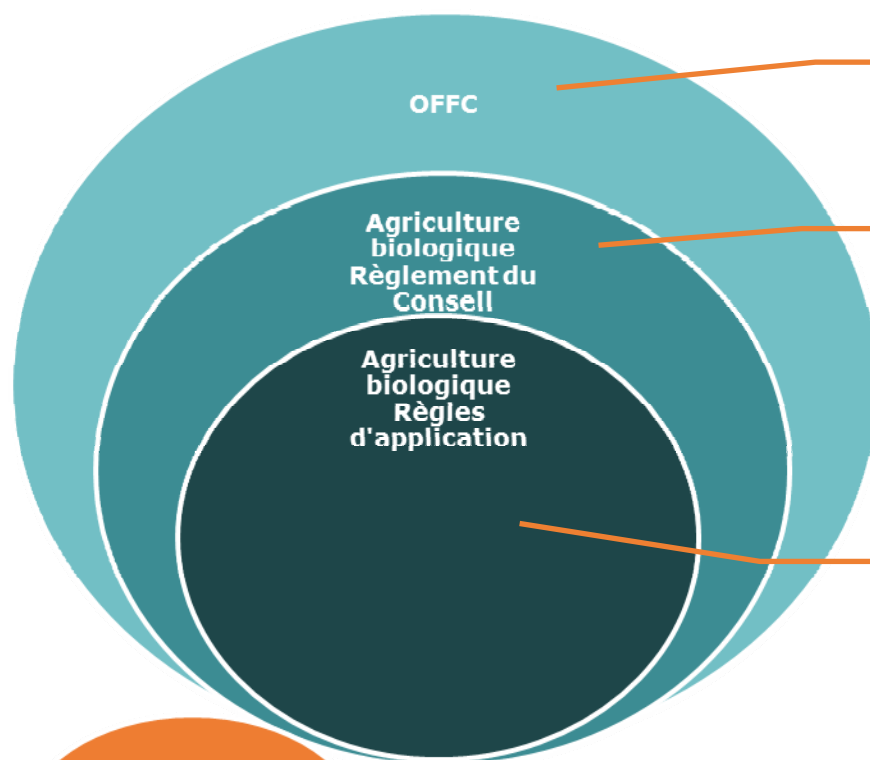 OFFC
Agriculture
biologique
Règlement du
Conseil
Agriculture
biologique
Règles
d'application